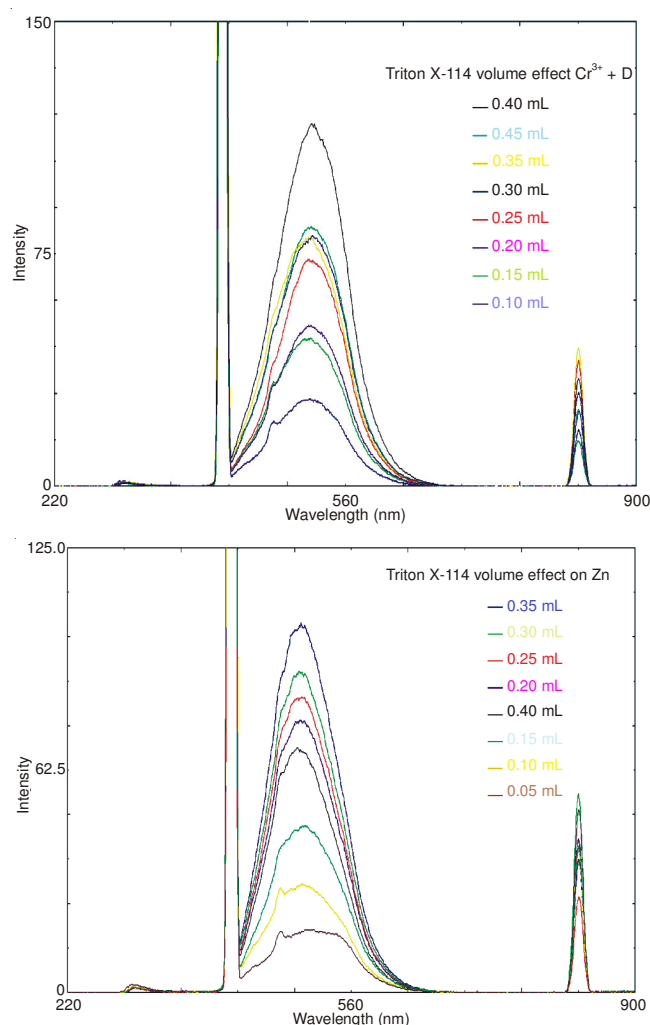 150
Triton X-114 volume effect Cr³⁺ + D
0.40 mL
0.45 mL
0.35 mL
0.30 mL
0.25 mL
0.20 mL
0.15 mL
0.10 mL
Intensity
75
0
220
560
900
Wavelength (nm)
125.0
Triton X-114 volume effect on Zn
0.35 mL
0.30 mL
0.25 mL
0.20 mL
0.40 mL
0.15 mL
0.10 mL
0.05 mL
Intensity
62.5
0
220
560
900
Wavelength (nm)